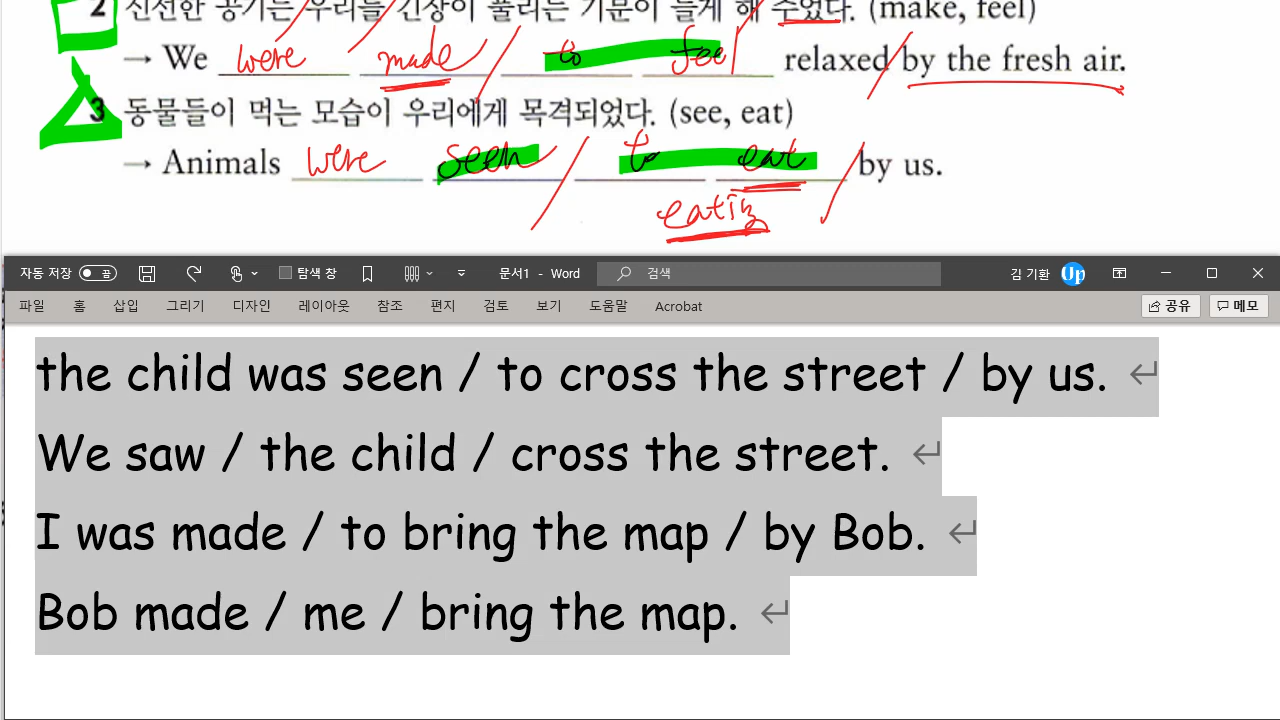 2 신선한 공기는 우리를 긴장이 풀리는 기분이 들게 해 주었다. (make, feel)
→ We were made to feel relaxed by the fresh air.
3 동물들이 먹는 모습이 우리에게 목격되었다. (see, eat)
→ Animals were seen to eat by us.
eating
자동 저장 끔 탐색 창 문서1 - Word 검색 김 기환 Up
파일 홈 삽입 그리기 디자인 레이아웃 참조 편지 검토 보기 도움말 Acrobat 공유 메모
the child was seen / to cross the street / by us.
We saw / the child / cross the street.
I was made / to bring the map / by Bob.
Bob made / me / bring the map.